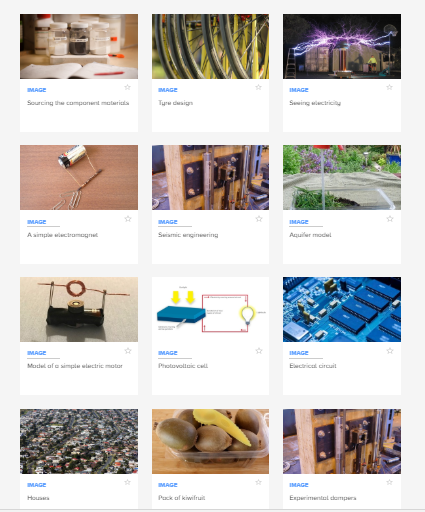 IMAGE
Sourcing the component materials
IMAGE
Tyre design
IMAGE
Seeing electricity
IMAGE
A simple electromagnet
IMAGE
Seismic engineering
IMAGE
Aquifer model
IMAGE
Model of a simple electric motor
IMAGE
Photovoltaic cell
IMAGE
Electrical circuit
IMAGE
Houses
IMAGE
Pack of kiwifruit
IMAGE
Experimental dampers